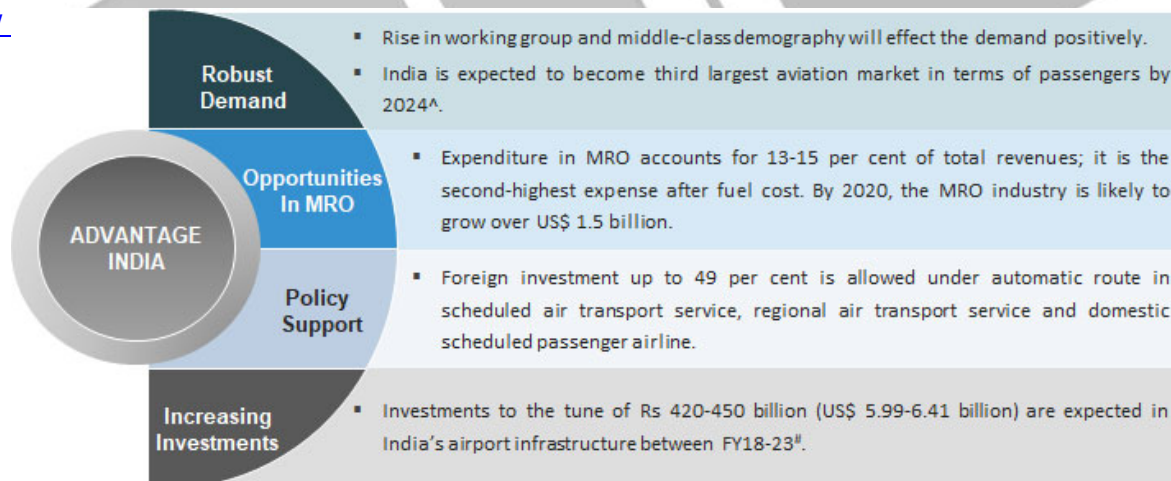 ADVANTAGE
INDIA
Robust
Demand
▪ Rise in working group and middle-class demography will effect the demand positively.
▪ India is expected to become third largest aviation market in terms of passengers by
2024^.
Opportunities
In MRO
▪ Expenditure in MRO accounts for 13-15 per cent of total revenues; it is the
second-highest expense after fuel cost. By 2020, the MRO industry is likely to
grow over US$ 1.5 billion.
Policy
Support
▪ Foreign investment up to 49 per cent is allowed under automatic route in
scheduled air transport service, regional air transport service and domestic
scheduled passenger airline.
Increasing
Investments
▪ Investments to the tune of Rs 420-450 billion (US$ 5.99-6.41 billion) are expected in
India’s airport infrastructure between FY18-23#.